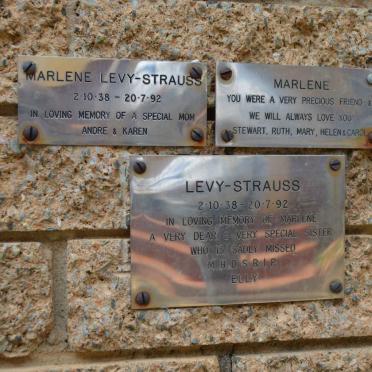 MARLENE LEVY-STRAUSS
2·10·38 - 20·7·92
IN LOVING MEMORY OF A SPECIAL MOM
ANDRE & KAREN
MARLENE
YOU WERE A VERY PRECIOUS FRIEND &
WE WILL ALWAYS LOVE YOU
STEWART, RUTH, MARY, HELEN & CAROL
LEVY-STRAUSS
2·10·38 - 20·7·92
IN LOVING MEMORY OF MARLENE
A VERY DEAR & VERY SPECIAL SISTER
WHO IS SADLY MISSED
M.H.D.S.R.I.P.
ELLY